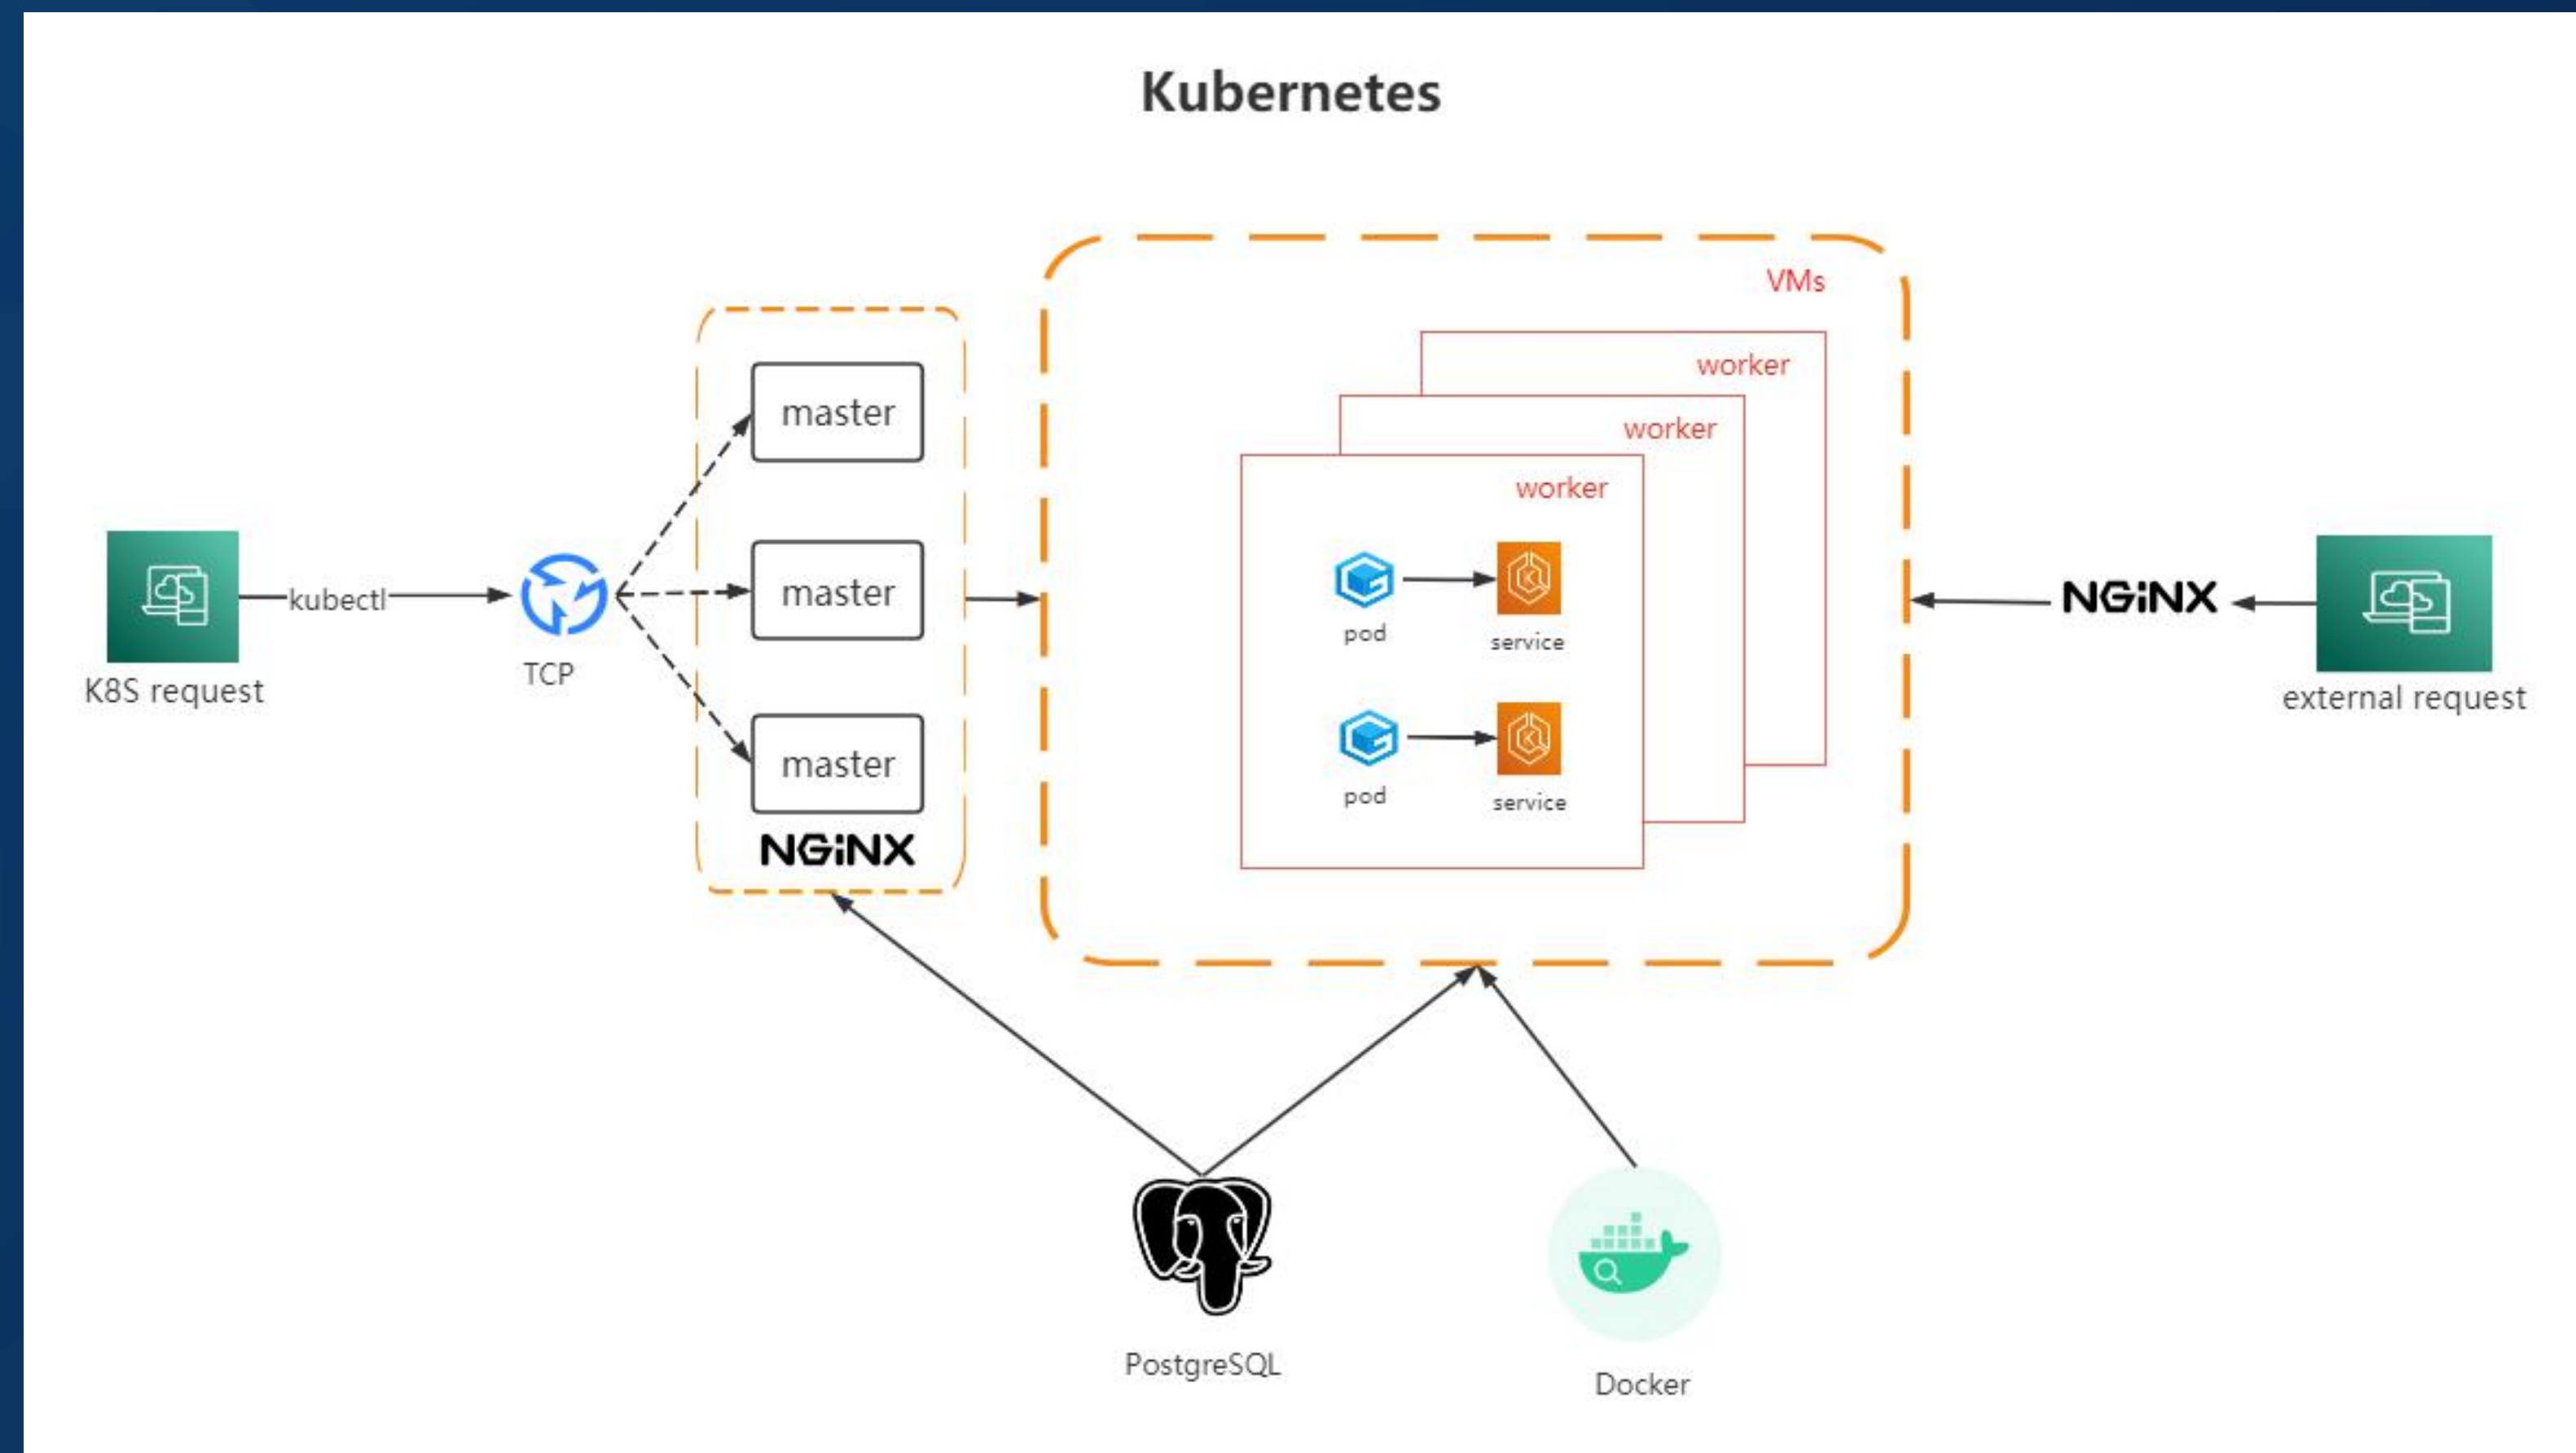 Kubernetes
VMs
worker
worker
worker
master
master
master
NGiNX
K8S request
kubectl
TCP
pod
service
pod
service
NGiNX
external request
PostgreSQL
Docker